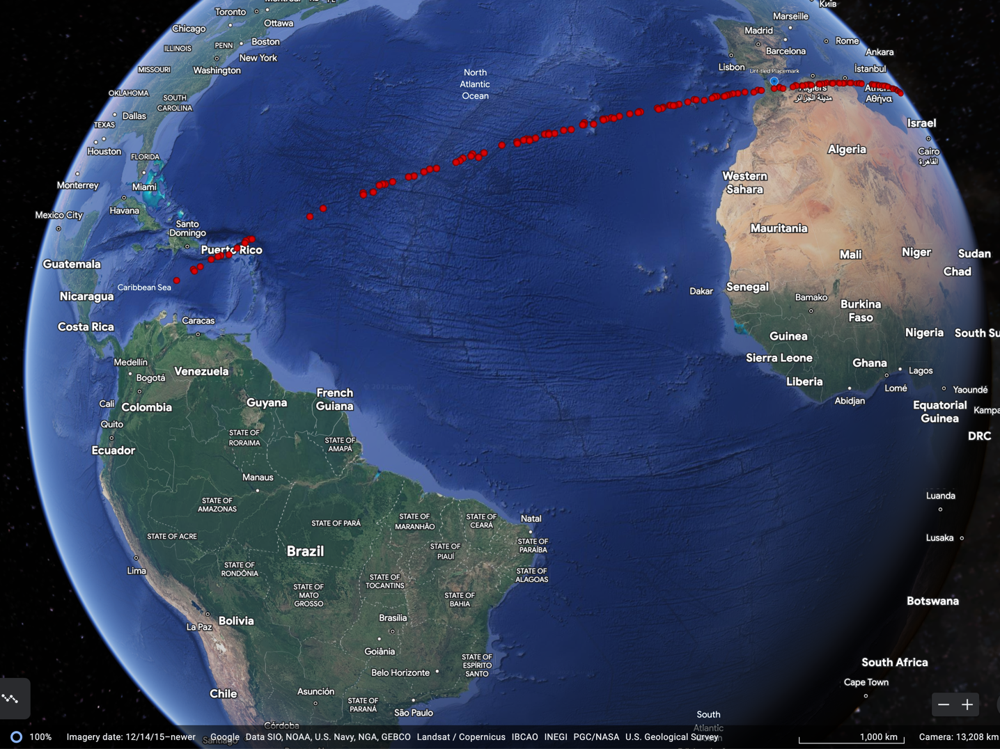 Montréal
Київ
Toronto
Ottawa
Marseille
Chicago
Madrid
Boston
PENN
Rome
ILLINOIS
Barcelona
Ankara
New York
MISSOURI
Washington
Lisbon
Untitled Placemark
İstanbul
North
Atlantic
Ocean
OKLAHOMA
SOUTH
CAROLINA
Algiers
مدينة الجزائر
Αθήνα
Dallas
TEXAS
Israel
Houston
FLORIDA
Algeria
Cairo
القاهرة
Monterrey
Miami
Western
Sahara
Havana
Mexico City
Santo
Domingo
Mauritania
Puerto Rico
Mali
Niger
Sudan
Guatemala
Chad
Caribbean Sea
Dakar
Senegal
Nicaragua
Bamako
Burkina
Faso
Costa Rica
Caracas
Guinea
Nigeria
South Su
Medellín
Venezuela
Sierra Leone
Ghana
Lagos
Bogotá
Liberia
Lomé
Yaoundé
French
Guiana
Cali
Colombia
Guyana
Abidjan
Equatorial
Guinea
Kampa
Quito
STATE OF
RORAIMA
STATE OF
AMAPÁ
DRC
Ecuador
Manaus
STATE OF
AMAZONAS
Luanda
STATE OF PARÁ
STATE OF
MARANHÃO
STATE OF
CEARÁ
Natal
STATE OF ACRE
Lusaka
STATE OF
PIAUÍ
STATE OF
PARAÍBA
Brazil
Lima
STATE OF
RONDÔNIA
STATE OF
TOCANTINS
STATE OF
ALAGOAS
STATE OF
MATO
GROSSO
STATE OF
BAHIA
Botswana
La Paz
Bolivia
Brasília
Goiânia
STATE OF
ESPÍRITO
SANTO
South Africa
Belo Horizonte
Cape Town
Chile
Asunción
STATE OF
PARANÁ
São Paulo
South
Atlantic
Córdoba
Santiago
100%
Imagery date: 12/14/15–newer
Google
Data SIO, NOAA, U.S. Navy, NGA, GEBCO
Landsat / Copernicus
IBCAO
INEGI
PGC/NASA
U.S. Geological Survey
1,000 km
Camera: 13,208 km